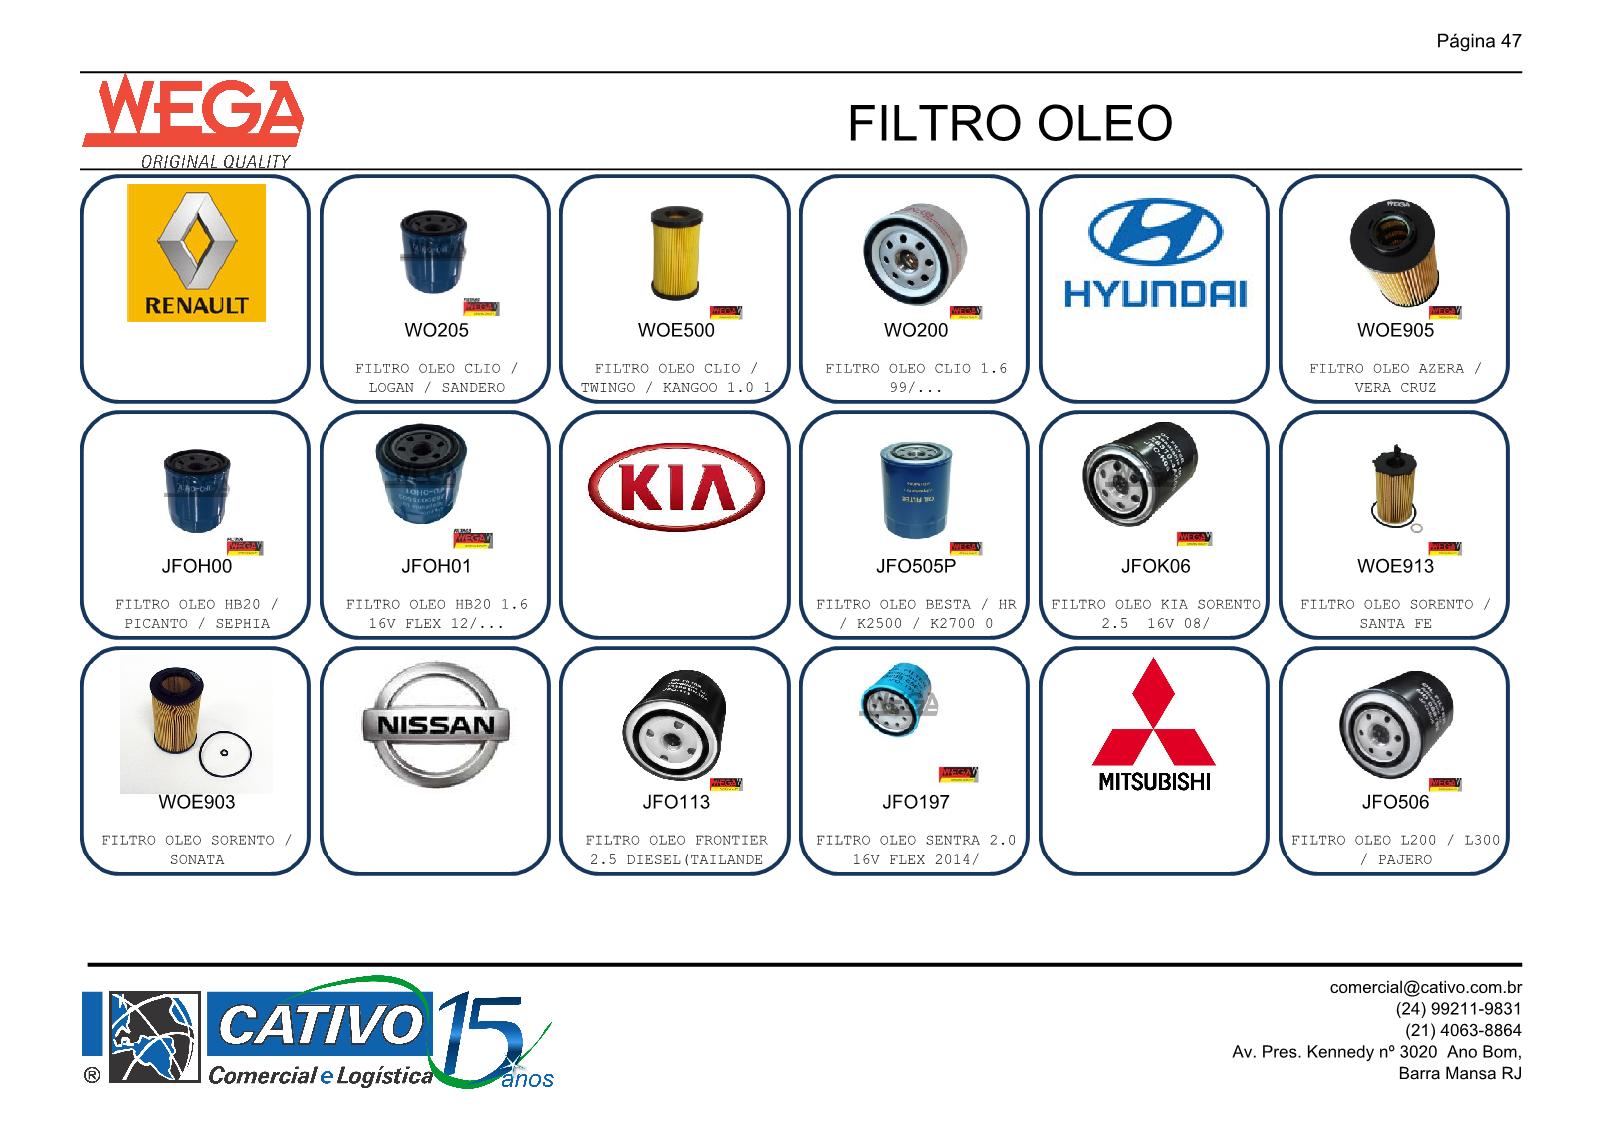 Página 47
WEGA
ORIGINAL QUALITY
FILTRO OLEO
RENAULT
WO205
FILTRO OLEO CLIO /
LOGAN / SANDERO
WOE500
FILTRO OLEO CLIO /
TWINGO / KANGOO 1.0 1
WO200
FILTRO OLEO CLIO 1.6
99/...
HYUNDAI
WOE905
FILTRO OLEO AZERA /
VERA CRUZ
JFOH00
FILTRO OLEO HB20 /
PICANTO / SEPHIA
JFOH01
FILTRO OLEO HB20 1.6
16V FLEX 12/...
KIA
JFO505P
FILTRO OLEO BESTA / HR
/ K2500 / K2700 0
JFOK06
FILTRO OLEO KIA SORENTO
2.5  16V 08/
WOE913
FILTRO OLEO SORENTO /
SANTA FE
WOE903
FILTRO OLEO SORENTO /
SONATA
NISSAN
JFO113
FILTRO OLEO FRONTIER
2.5 DIESEL(TAILANDE
JFO197
FILTRO OLEO SENTRA 2.0
16V FLEX 2014/
MITSUBISHI
JFO506
FILTRO OLEO L200 / L300
/ PAJERO
CATIVO 15 anos
® Comercial e Logística
comercial@cativo.com.br
(24) 99211-9831
(21) 4063-8864
Av. Pres. Kennedy nº 3020  Ano Bom,
Barra Mansa RJ